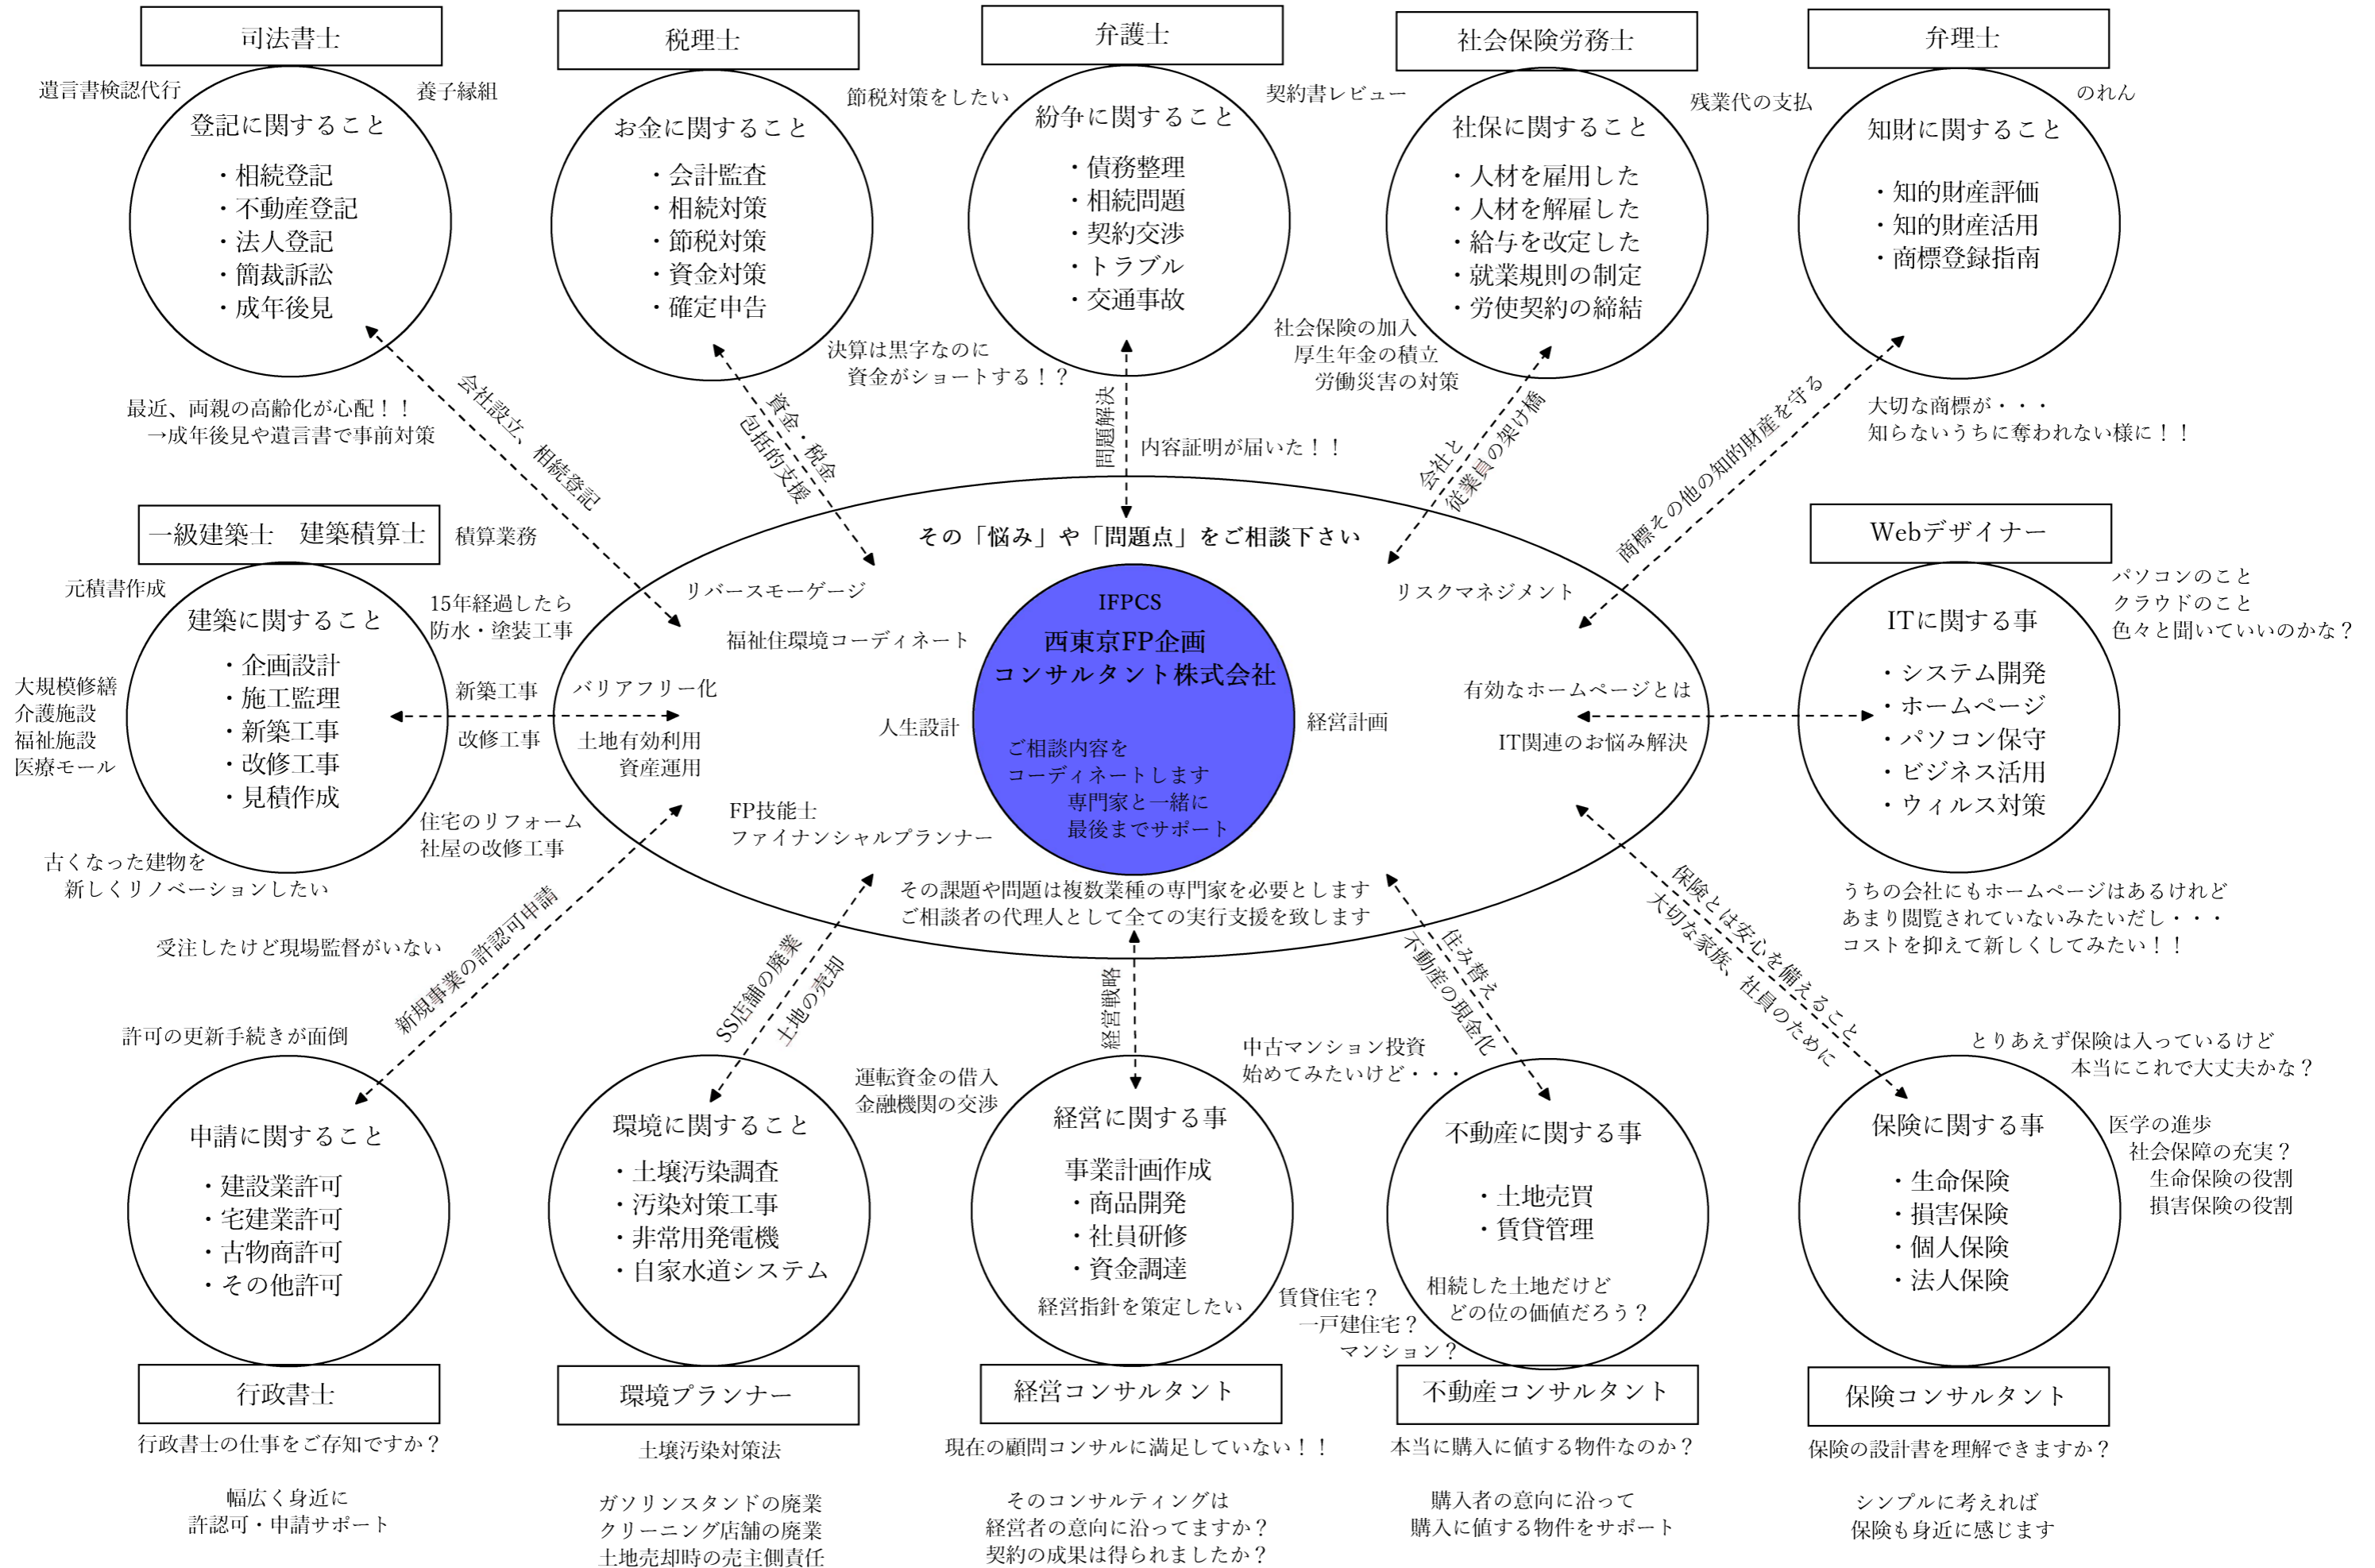 司法書士
遺言書検認代行
養子縁組
登記に関すること
・相続登記
・不動産登記
・法人登記
・簡裁訴訟
・成年後見
最近、両親の高齢化が心配！！
→成年後見や遺言書で事前対策
会社設立、相続登記
税理士
節税対策をしたい
お金に関すること
・会計監査
・相続対策
・節税対策
・資金対策
・確定申告
決算は黒字なのに
資金がショートする！？
資金・税金
包括的支援
弁護士
契約書レビュー
紛争に関すること
・債務整理
・相続問題
・契約交渉
・トラブル
・交通事故
問題解決
内容証明が届いた！！
社会保険労務士
残業代の支払
社保に関すること
・人材を雇用した
・人材を解雇した
・給与を改定した
・就業規則の制定
・労使契約の締結
社会保険の加入
厚生年金の積立
労働災害の対策
会社と
従業員の架け橋
弁理士
のれん
知財に関すること
・知的財産評価
・知的財産活用
・商標登録指南
大切な商標が・・・
知らないうちに奪われない様に！！
商標その他の知的財産を守る
一級建築士　建築積算士
積算業務
元積書作成
建築に関すること
・企画設計
・施工監理
・新築工事
・改修工事
・見積作成
15年経過したら
防水・塗装工事
大規模修繕
介護施設
福祉施設
医療モール
新築工事
改修工事
住宅のリフォーム
社屋の改修工事
古くなった建物を
新しくリノベーションしたい
受注したけど現場監督がいない
その「悩み」や「問題点」をご相談下さい
リバースモーゲージ
福祉住環境コーディネート
バリアフリー化
土地有効利用
資産運用
人生設計
FP技能士
ファイナンシャルプランナー
IFPCS
西東京FP企画
コンサルタント株式会社
ご相談内容を
コーディネートします
専門家と一緒に
最後までサポート
リスクマネジメント
経営計画
有効なホームページとは
IT関連のお悩み解決
その課題や問題は複数業種の専門家を必要とします
ご相談者の代理人として全ての実行支援を致します
Webデザイナー
パソコンのこと
クラウドのこと
色々と聞いていいのかな？
ITに関する事
・システム開発
・ホームページ
・パソコン保守
・ビジネス活用
・ウィルス対策
うちの会社にもホームページはあるけれど
あまり閲覧されていないみたいだし・・・
コストを抑えて新しくしてみたい！！
新規事業の許認可申請
許可の更新手続きが面倒
申請に関すること
・建設業許可
・宅建業許可
・古物商許可
・その他許可
行政書士
行政書士の仕事をご存知ですか？
幅広く身近に
許認可・申請サポート
SS店舗の廃業
土地の売却
環境に関すること
・土壌汚染調査
・汚染対策工事
・非常用発電機
・自家水道システム
環境プランナー
土壌汚染対策法
ガソリンスタンドの廃業
クリーニング店舗の廃業
土地売却時の売主側責任
経営戦略
運転資金の借入
金融機関の交渉
経営に関する事
事業計画作成
・商品開発
・社員研修
・資金調達
経営指針を策定したい
経営コンサルタント
現在の顧問コンサルに満足していない！！
そのコンサルティングは
経営者の意向に沿ってますか？
契約の成果は得られましたか？
住み替え
不動産の現金化
中古マンション投資
始めてみたいけど・・・
不動産に関する事
・土地売買
・賃貸管理
相続した土地だけど
どの位の価値だろう？
賃貸住宅？
一戸建住宅？
マンション？
不動産コンサルタント
本当に購入に値する物件なのか？
購入者の意向に沿って
購入に値する物件をサポート
保険とは安心を備えること
大切な家族、社員のために
とりあえず保険は入っているけど
本当にこれで大丈夫かな？
保険に関する事
・生命保険
・損害保険
・個人保険
・法人保険
医学の進歩
社会保障の充実？
生命保険の役割
損害保険の役割
保険コンサルタント
保険の設計書を理解できますか？
シンプルに考えれば
保険も身近に感じます